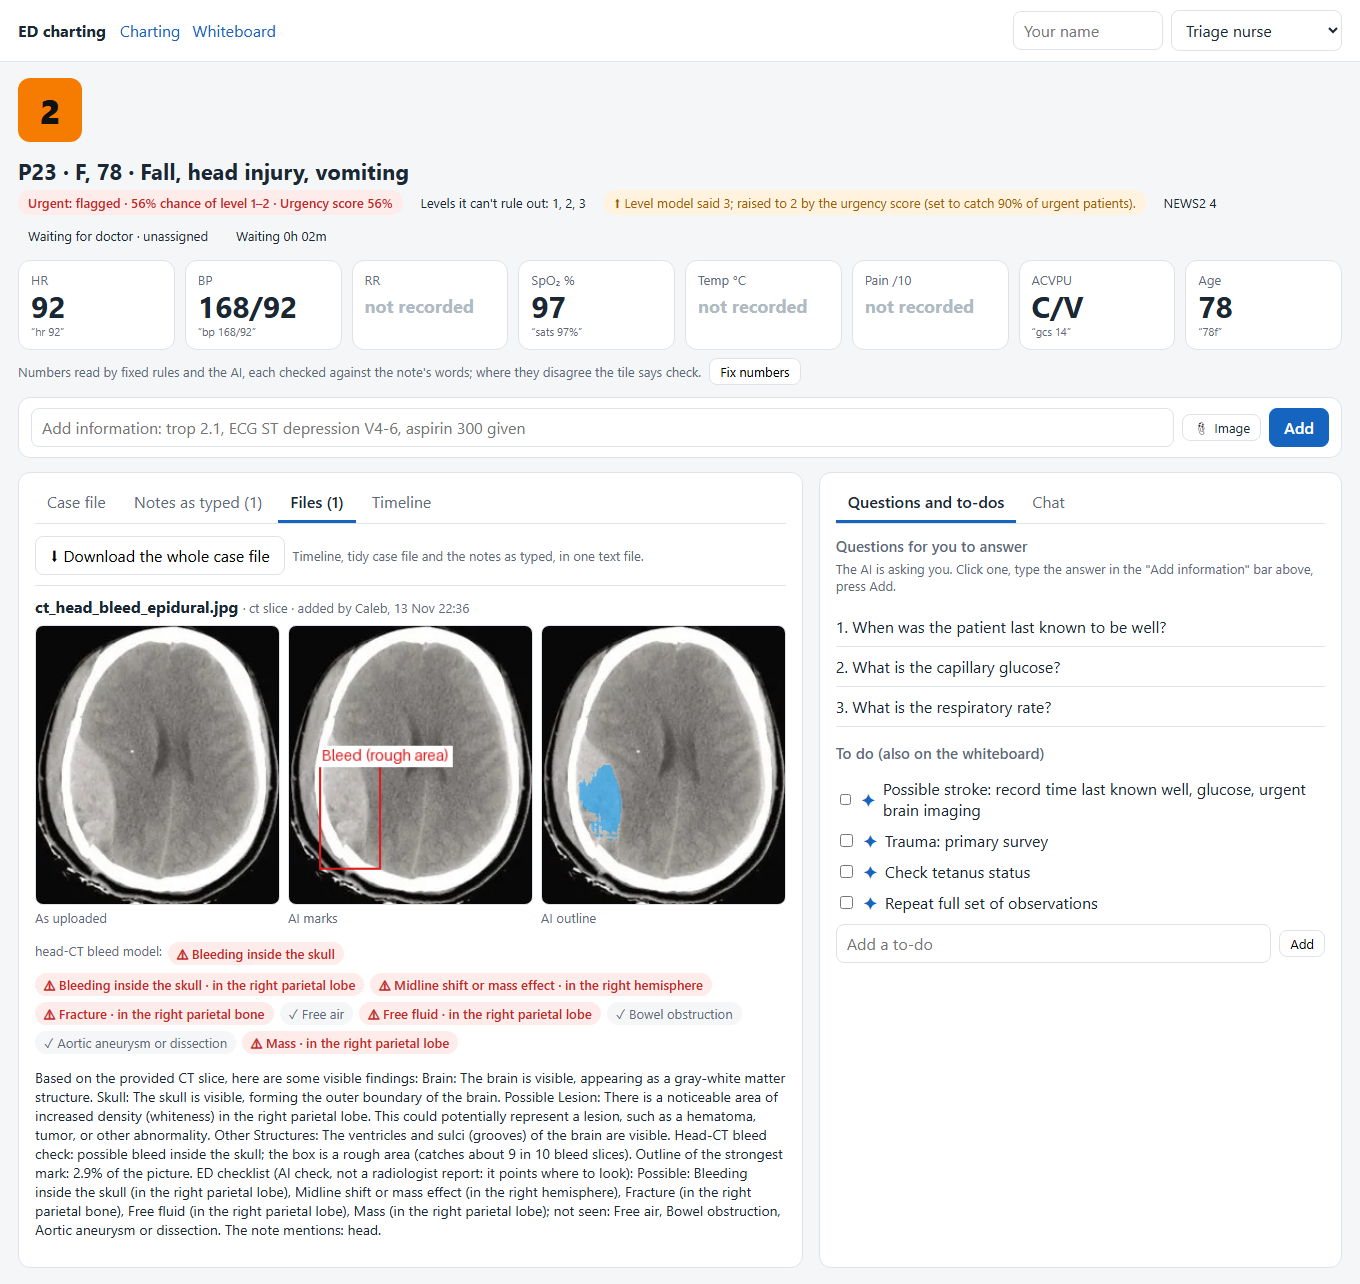 ED charting Charting Whiteboard Your name Triage nurse
2
P23 · F, 78 · Fall, head injury, vomiting
Urgent: flagged · 56% chance of level 1–2 · Urgency score 56% Levels it can't rule out: 1, 2, 3 ⬆ Level model said 3; raised to 2 by the urgency score (set to catch 90% of urgent patients). NEWS2 4
Waiting for doctor · unassigned Waiting 0h 02m
HR BP RR SpO₂ % Temp °C Pain /10 ACVPU Age
92 168/92 not recorded 97 not recorded not recorded C/V 78
“hr 92” “bp 168/92” “sats 97%” “gcs 14” “78f”
Numbers read by fixed rules and the AI, each checked against the note's words; where they disagree the tile says check. Fix numbers
Add information: trop 2.1, ECG ST depression V4-6, aspirin 300 given Image Add
Case file Notes as typed (1) Files (1) Timeline
⬇ Download the whole case file Timeline, tidy case file and the notes as typed, in one text file.
ct_head_bleed_epidural.jpg · ct slice · added by Caleb, 13 Nov 22:36
Bleed (rough area)
As uploaded AI marks AI outline
head-CT bleed model: ⚠ Bleeding inside the skull
⚠ Bleeding inside the skull · in the right parietal lobe ⚠ Midline shift or mass effect · in the right hemisphere
⚠ Fracture · in the right parietal bone ✓ Free air ⚠ Free fluid · in the right parietal lobe ✓ Bowel obstruction
✓ Aortic aneurysm or dissection ⚠ Mass · in the right parietal lobe
Based on the provided CT slice, here are some visible findings: Brain: The brain is visible, appearing as a gray-white matter
structure. Skull: The skull is visible, forming the outer boundary of the brain. Possible Lesion: There is a noticeable area of
increased density (whiteness) in the right parietal lobe. This could potentially represent a lesion, such as a hematoma,
tumor, or other abnormality. Other Structures: The ventricles and sulci (grooves) of the brain are visible. Head-CT bleed
check: possible bleed inside the skull; the box is a rough area (catches about 9 in 10 bleed slices). Outline of the strongest
mark: 2.9% of the picture. ED checklist (AI check, not a radiologist report: it points where to look): Possible: Bleeding
inside the skull (in the right parietal lobe), Midline shift or mass effect (in the right hemisphere), Fracture (in the right
parietal bone), Free fluid (in the right parietal lobe), Mass (in the right parietal lobe); not seen: Free air, Bowel obstruction,
Aortic aneurysm or dissection. The note mentions: head.
Questions and to-dos Chat
Questions for you to answer
The AI is asking you. Click one, type the answer in the "Add information" bar above,
press Add.
1. When was the patient last known to be well?
2. What is the capillary glucose?
3. What is the respiratory rate?
To do (also on the whiteboard)
Possible stroke: record time last known well, glucose, urgent
brain imaging
Trauma: primary survey
Check tetanus status
Repeat full set of observations
Add a to-do Add